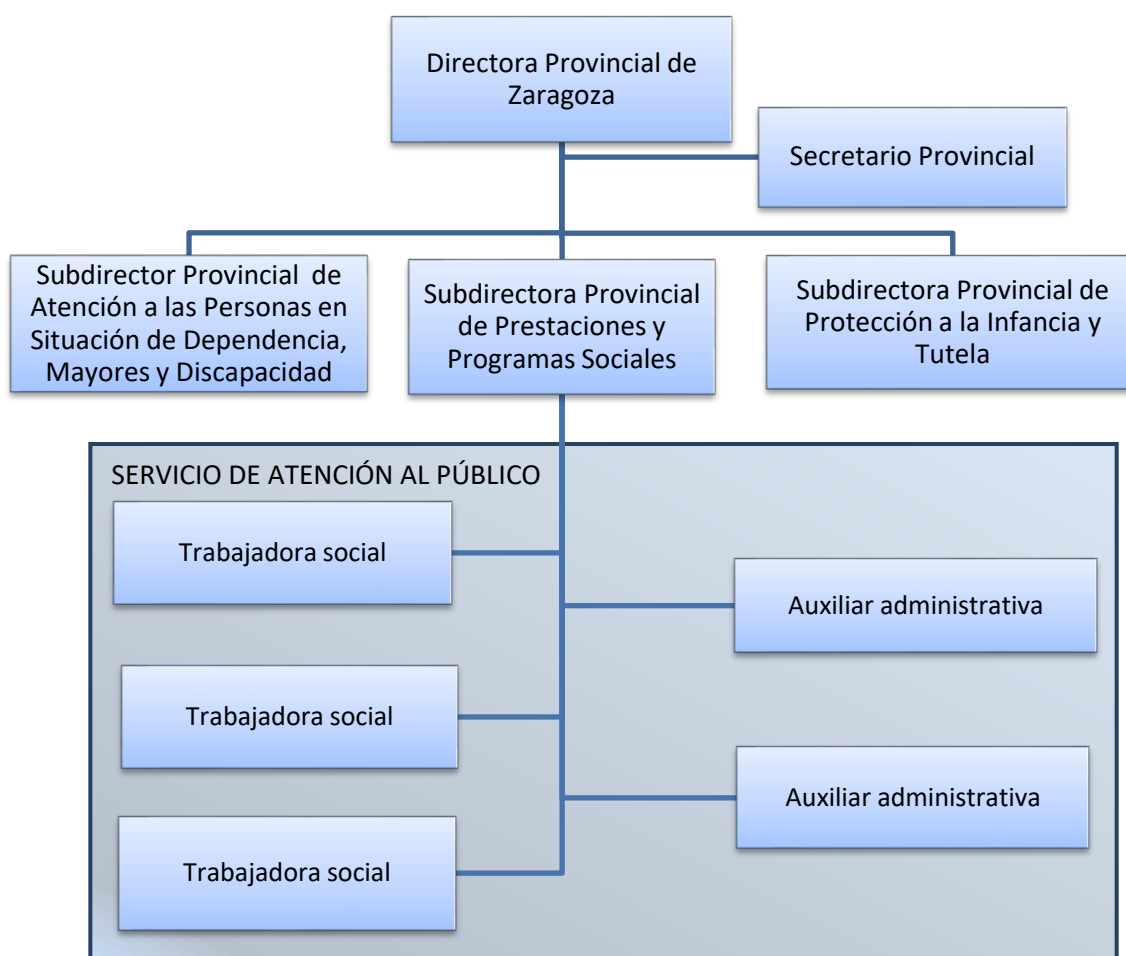 Directora Provincial de
Zaragoza
Secretario Provincial
Subdirector Provincial de
Atención a las Personas en
Situación de Dependencia,
Mayores y Discapacidad
Subdirectora Provincial
de Prestaciones y
Programas Sociales
Subdirectora Provincial de
Protección a la Infancia y
Tutela
SERVICIO DE ATENCIÓN AL PÚBLICO
Trabajadora social
Auxiliar administrativa
Trabajadora social
Auxiliar administrativa
Trabajadora social